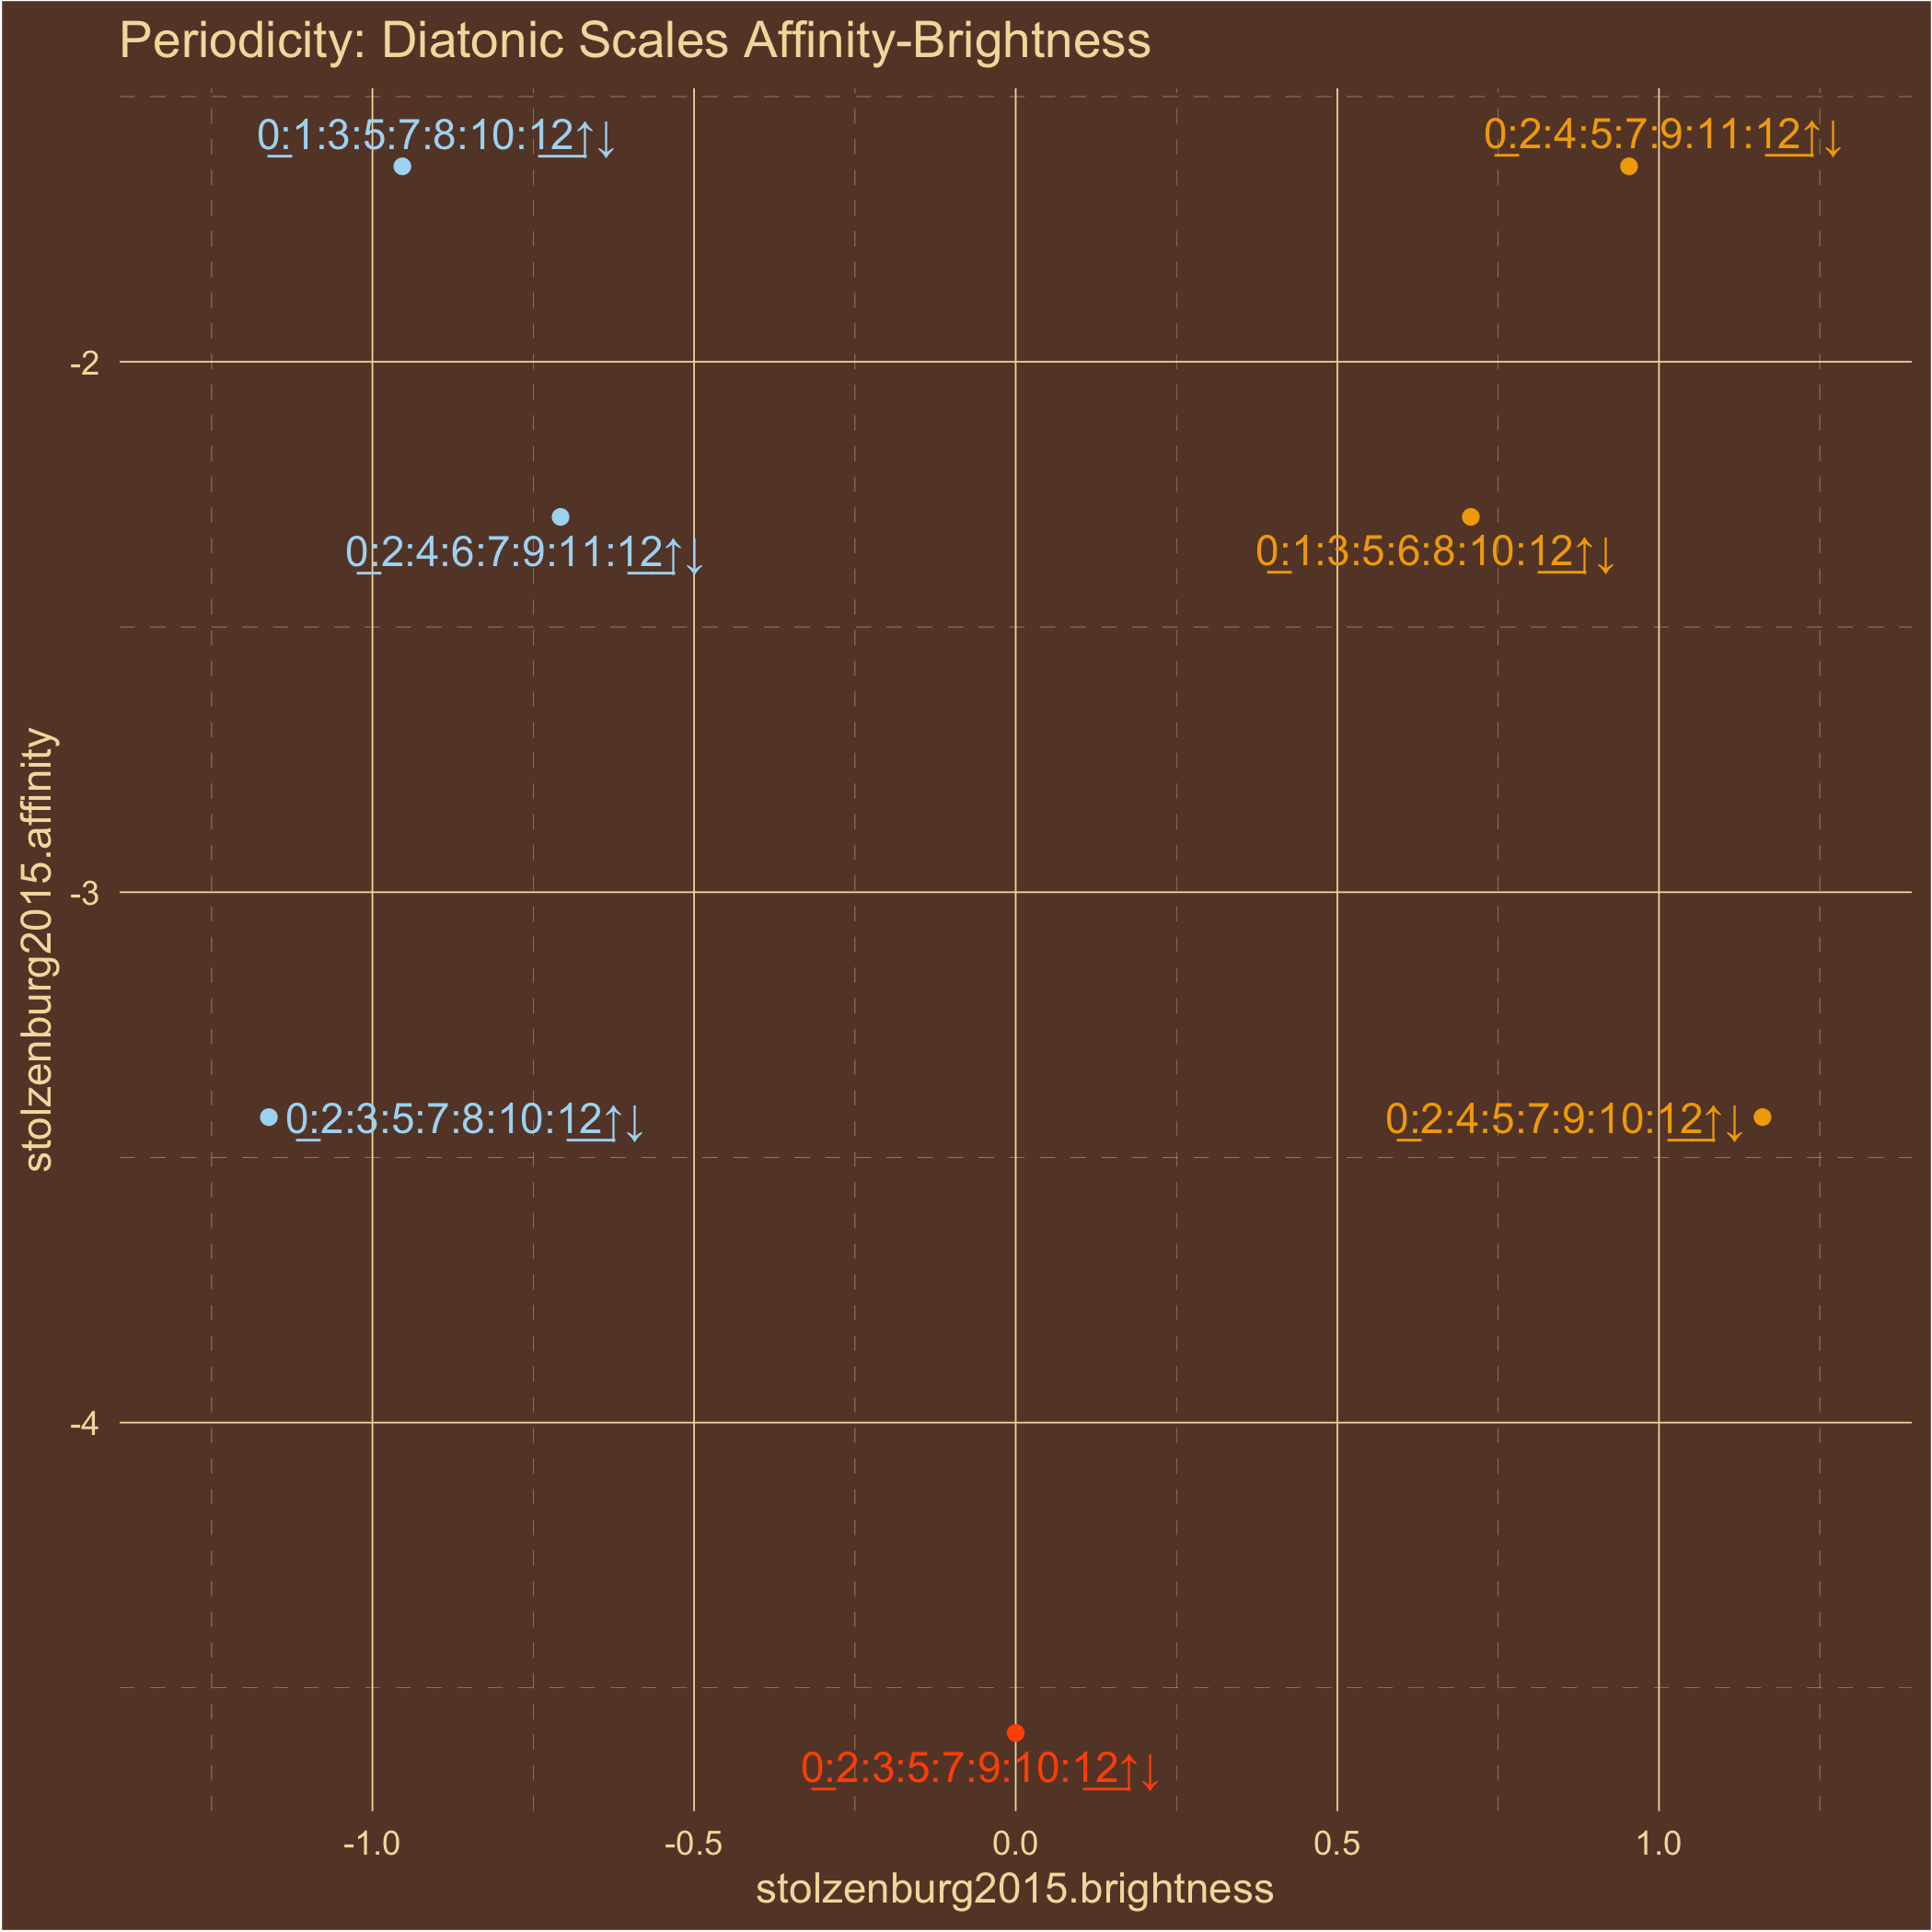 Periodicity: Diatonic Scales Affinity-Brightness
0:1:3:5:7:8:10:12↑↓
0:2:4:5:7:9:11:12↑↓
-2
0:2:4:6:7:9:11:12↑↓
0:1:3:5:6:8:10:12↑↓
stolzenburg2015.affinity
-3
0:2:3:5:7:8:10:12↑↓
0:2:4:5:7:9:10:12↑↓
-4
0:2:3:5:7:9:10:12↑↓
-1.0 -0.5 0.0 0.5 1.0
stolzenburg2015.brightness